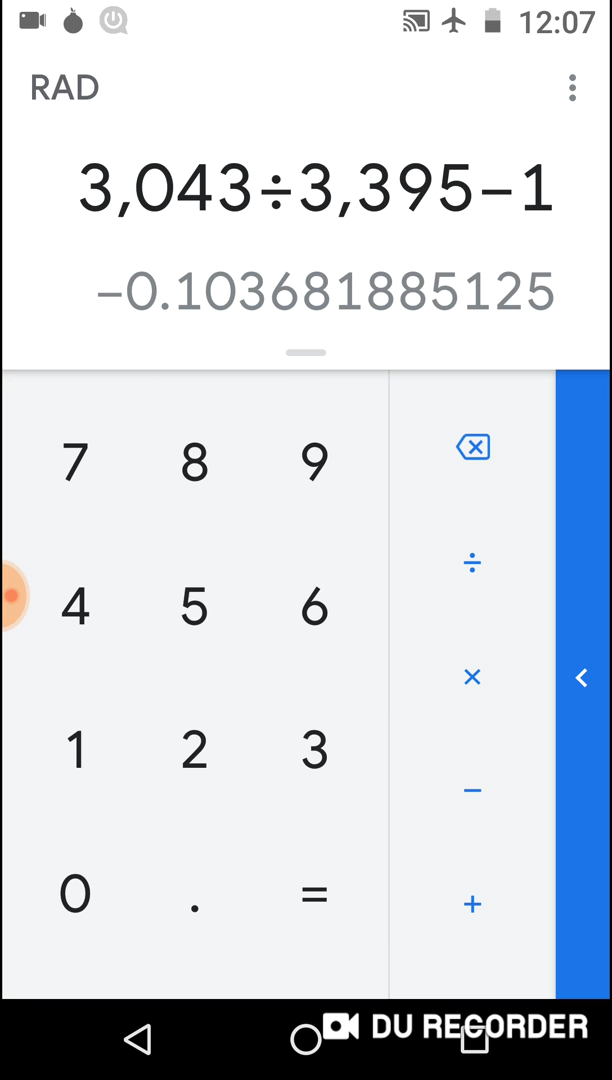 12:07
RAD
3,043÷3,395−1
−0.103681885125
7 8 9
÷
4 5 6
×
1 2 3
−
0 . =
+
DU RECORDER